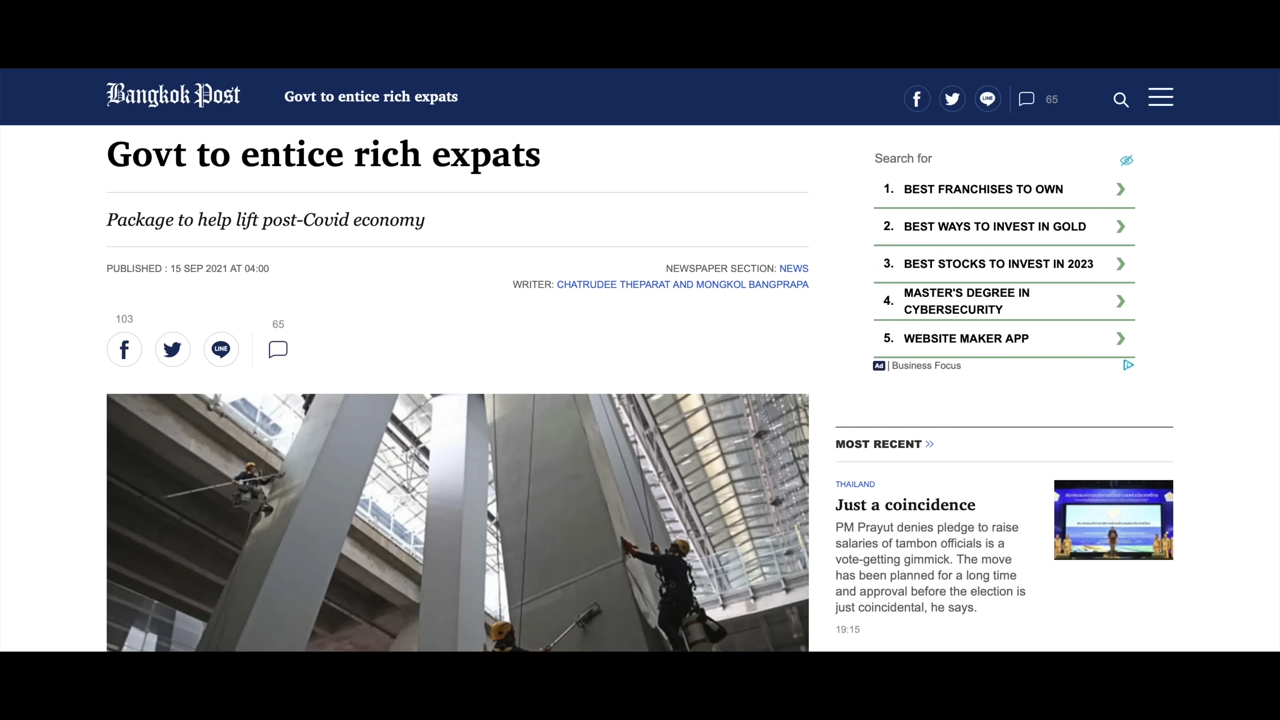 Bangkok Post
Govt to entice rich expats
65
Govt to entice rich expats
Package to help lift post-Covid economy
PUBLISHED : 15 SEP 2021 AT 04:00
NEWSPAPER SECTION: NEWS
WRITER: CHATRUDEE THEPARAT AND MONGKOL BANGPRAPA
103
65
LINE
Search for
1. BEST FRANCHISES TO OWN
2. BEST WAYS TO INVEST IN GOLD
3. BEST STOCKS TO INVEST IN 2023
4. MASTER'S DEGREE IN
CYBERSECURITY
5. WEBSITE MAKER APP
Ad | Business Focus
MOST RECENT
THAILAND
Just a coincidence
PM Prayut denies pledge to raise
salaries of tambon officials is a
vote-getting gimmick. The move
has been planned for a long time
and approval before the election is
just coincidental, he says.
19:15